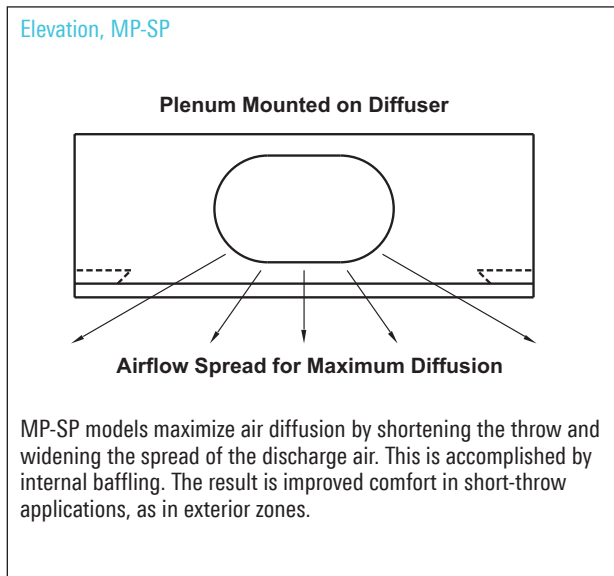 Elevation, MP-SP
Plenum Mounted on Diffuser
Airflow Spread for Maximum Diffusion
MP-SP models maximize air diffusion by shortening the throw and
widening the spread of the discharge air. This is accomplished by
internal baffling. The result is improved comfort in short-throw
applications, as in exterior zones.